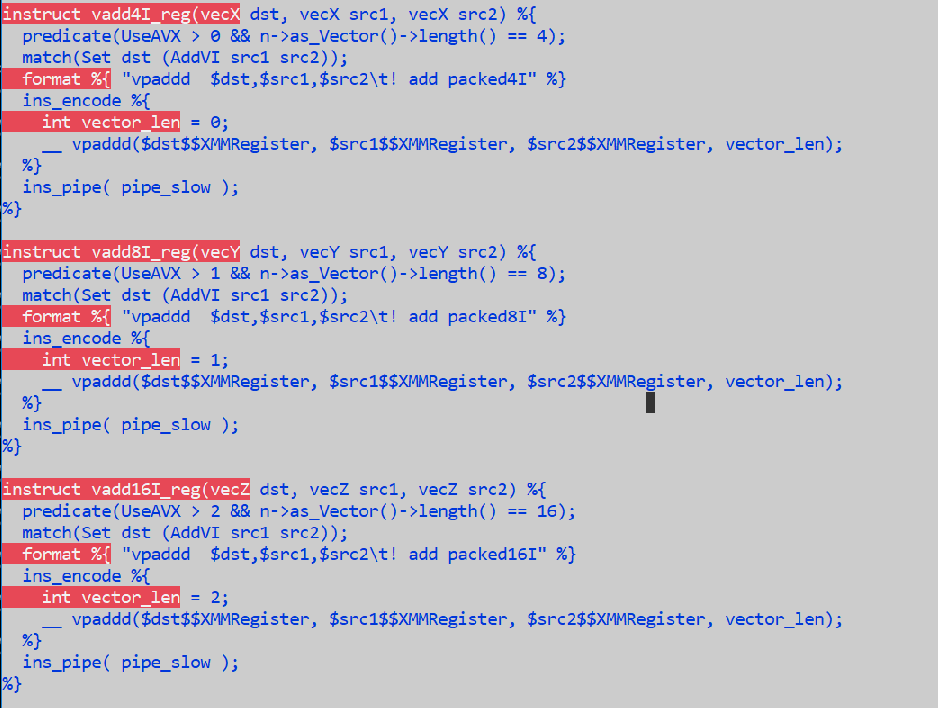 instruct vadd4I_reg(vecX dst, vecX src1, vecX src2) %{
  predicate(UseAVX > 0 && n->as_Vector()->length() == 4);
  match(Set dst (AddVI src1 src2));
  format %{ "vpaddd  $dst,$src1,$src2\t! add packed4I" %}
  ins_encode %{
    int vector_len = 0;
    __ vpaddd($dst$$XMMRegister, $src1$$XMMRegister, $src2$$XMMRegister, vector_len);
  %}
  ins_pipe( pipe_slow );
%}

instruct vadd8I_reg(vecY dst, vecY src1, vecY src2) %{
  predicate(UseAVX > 1 && n->as_Vector()->length() == 8);
  match(Set dst (AddVI src1 src2));
  format %{ "vpaddd  $dst,$src1,$src2\t! add packed8I" %}
  ins_encode %{
    int vector_len = 1;
    __ vpaddd($dst$$XMMRegister, $src1$$XMMRegister, $src2$$XMMRegister, vector_len);
  %}
  ins_pipe( pipe_slow );
%}

instruct vadd16I_reg(vecZ dst, vecZ src1, vecZ src2) %{
  predicate(UseAVX > 2 && n->as_Vector()->length() == 16);
  match(Set dst (AddVI src1 src2));
  format %{ "vpaddd  $dst,$src1,$src2\t! add packed16I" %}
  ins_encode %{
    int vector_len = 2;
    __ vpaddd($dst$$XMMRegister, $src1$$XMMRegister, $src2$$XMMRegister, vector_len);
  %}
  ins_pipe( pipe_slow );
%}